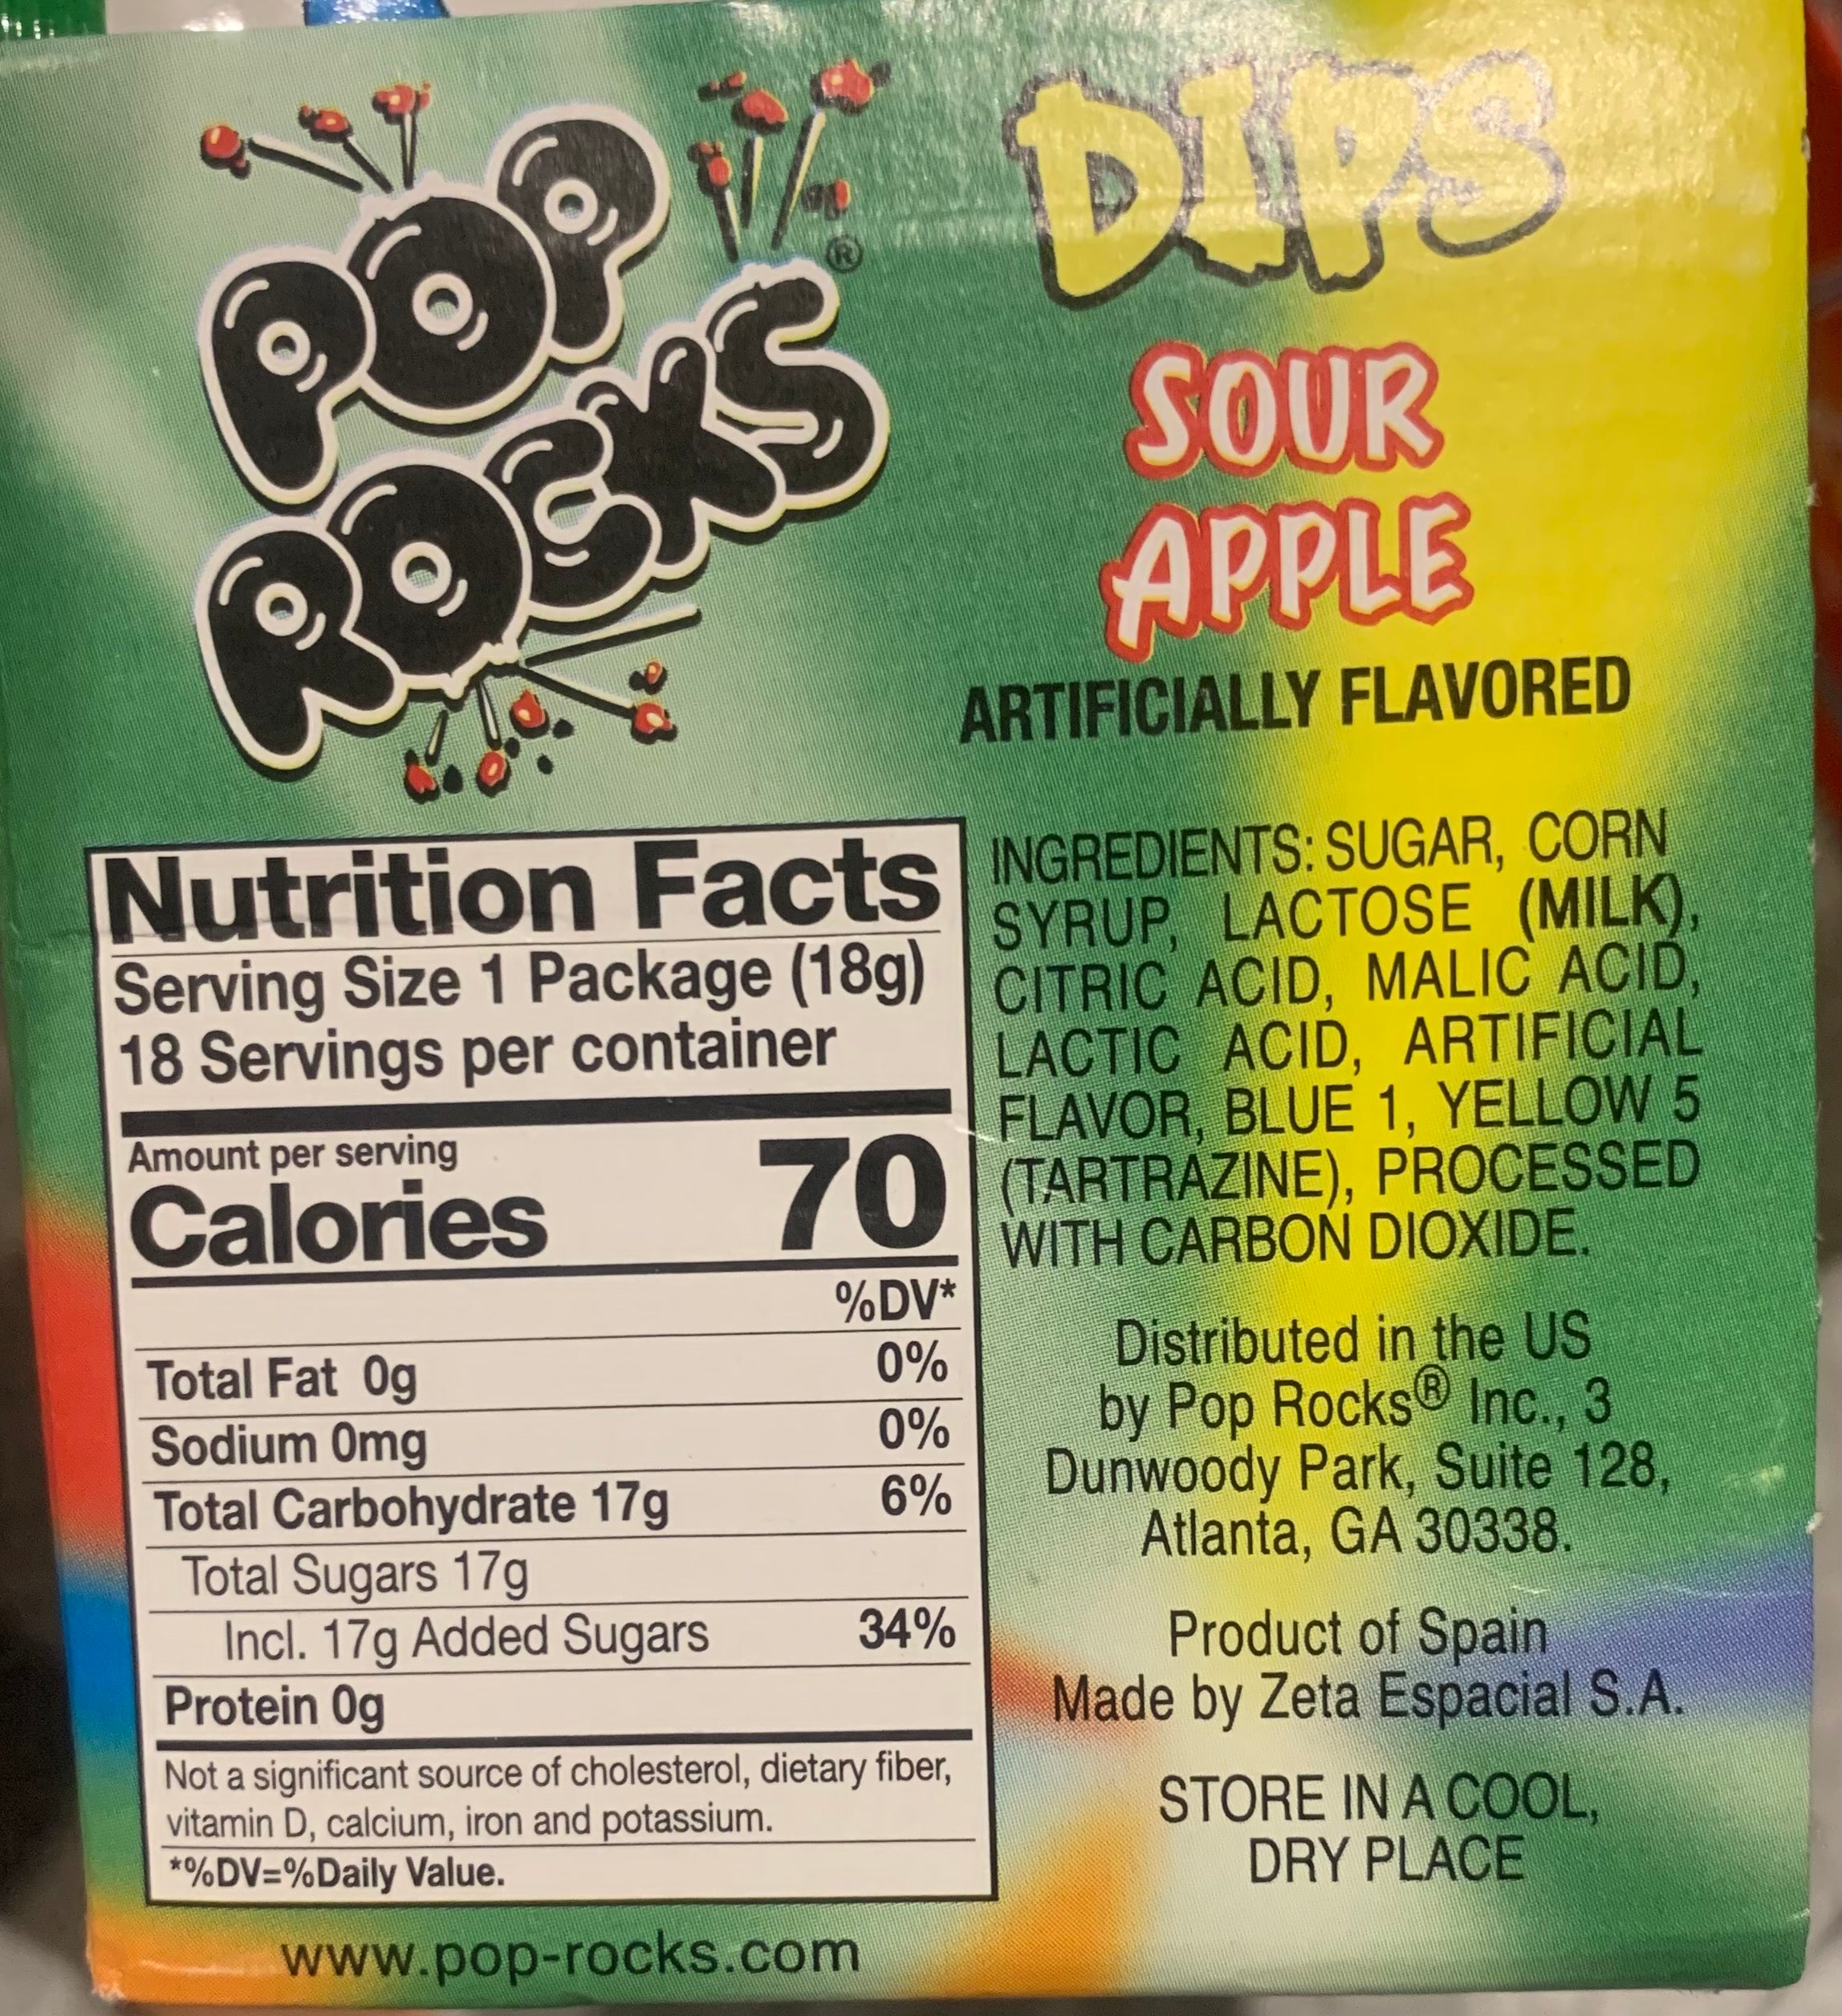 POP
ROCKS®
DIPS
SOUR
APPLE
ARTIFICIALLY FLAVORED
Nutrition Facts
Serving Size 1 Package (18g)
18 Servings per container
Amount per serving
Calories 70
%DV*
Total Fat 0g 0%
Sodium 0mg 0%
Total Carbohydrate 17g 6%
Total Sugars 17g
Incl. 17g Added Sugars 34%
Protein 0g
Not a significant source of cholesterol, dietary fiber,
vitamin D, calcium, iron and potassium.
*%DV=%Daily Value.
INGREDIENTS: SUGAR, CORN
SYRUP, LACTOSE (MILK),
CITRIC ACID, MALIC ACID,
LACTIC ACID, ARTIFICIAL
FLAVOR, BLUE 1, YELLOW 5
(TARTRAZINE), PROCESSED
WITH CARBON DIOXIDE.
Distributed in the US
by Pop Rocks® Inc., 3
Dunwoody Park, Suite 128,
Atlanta, GA 30338.
Product of Spain
Made by Zeta Espacial S.A.
STORE IN A COOL,
DRY PLACE
www.pop-rocks.com